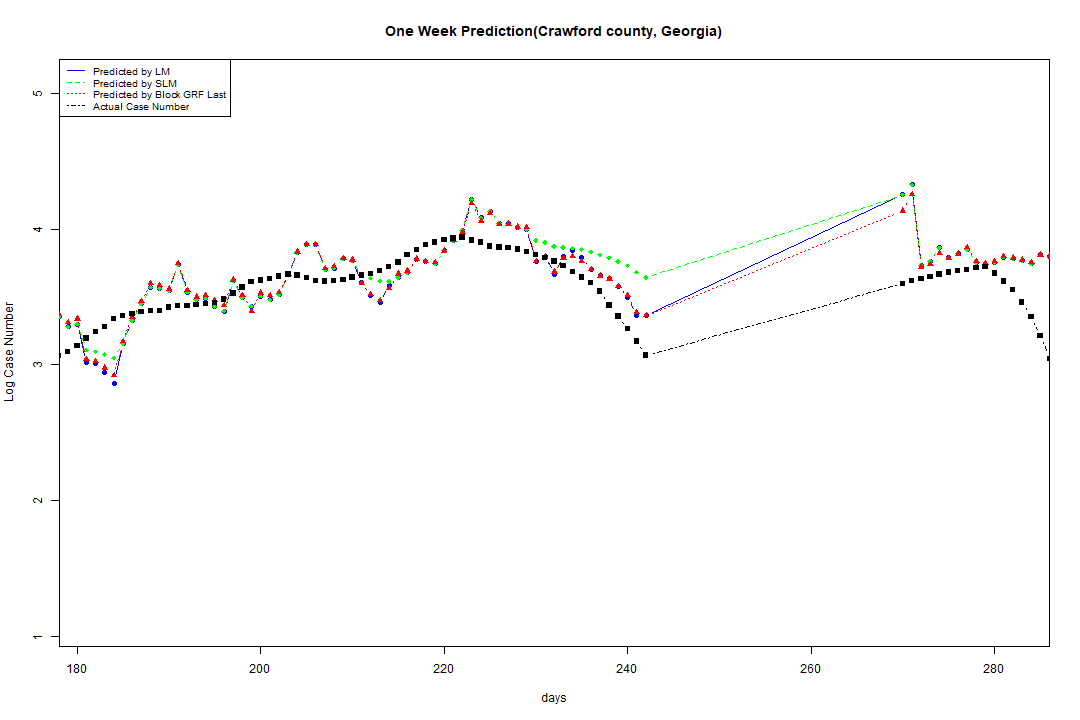 One Week Prediction(Crawford county, Georgia)
Predicted by LM
Predicted by SLM
Predicted by Block GRF Last
Actual Case Number
5
4
3
2
1
Log Case Number
180 200 220 240 260 280
days